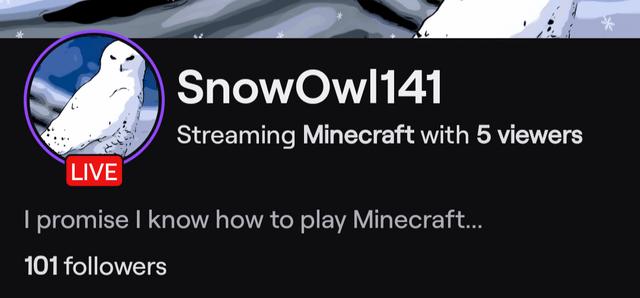 SnowOwl141
Streaming Minecraft with 5 viewers
LIVE
I promise I know how to play Minecraft...
101 followers